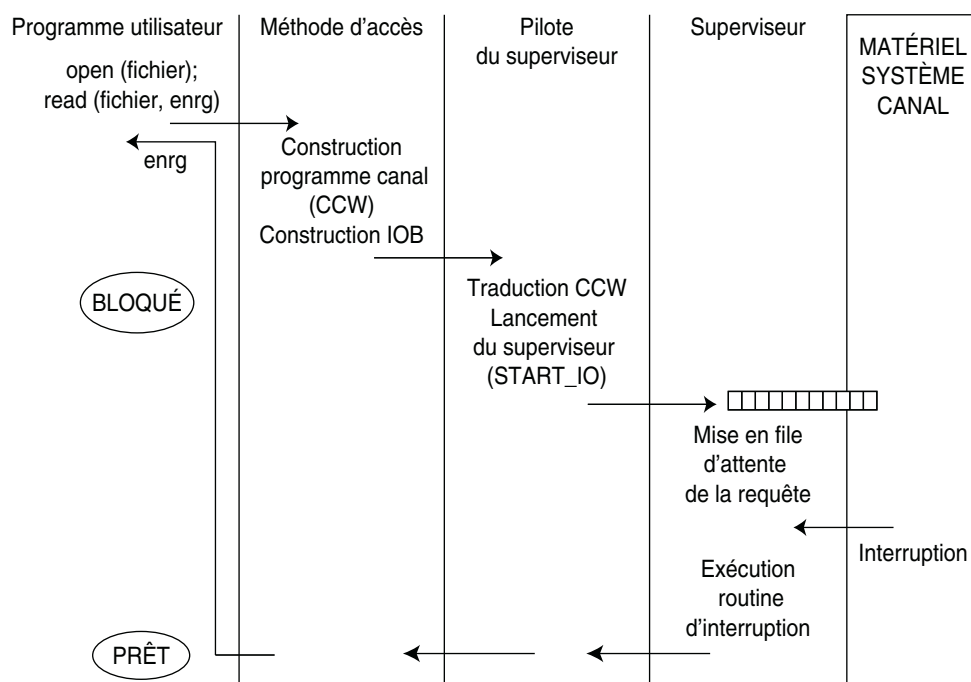 Programme utilisateur
open (fichier);
read (fichier, enrg)
enrg
BLOQUÉ
PRÊT
Méthode d'accès
Construction
programme canal
(CCW)
Construction IOB
Pilote
du superviseur
Traduction CCW
Lancement
du superviseur
(START_IO)
Superviseur
Mise en file
d'attente
de la requête
Exécution
routine
d'interruption
MATÉRIEL
SYSTÈME
CANAL
Interruption